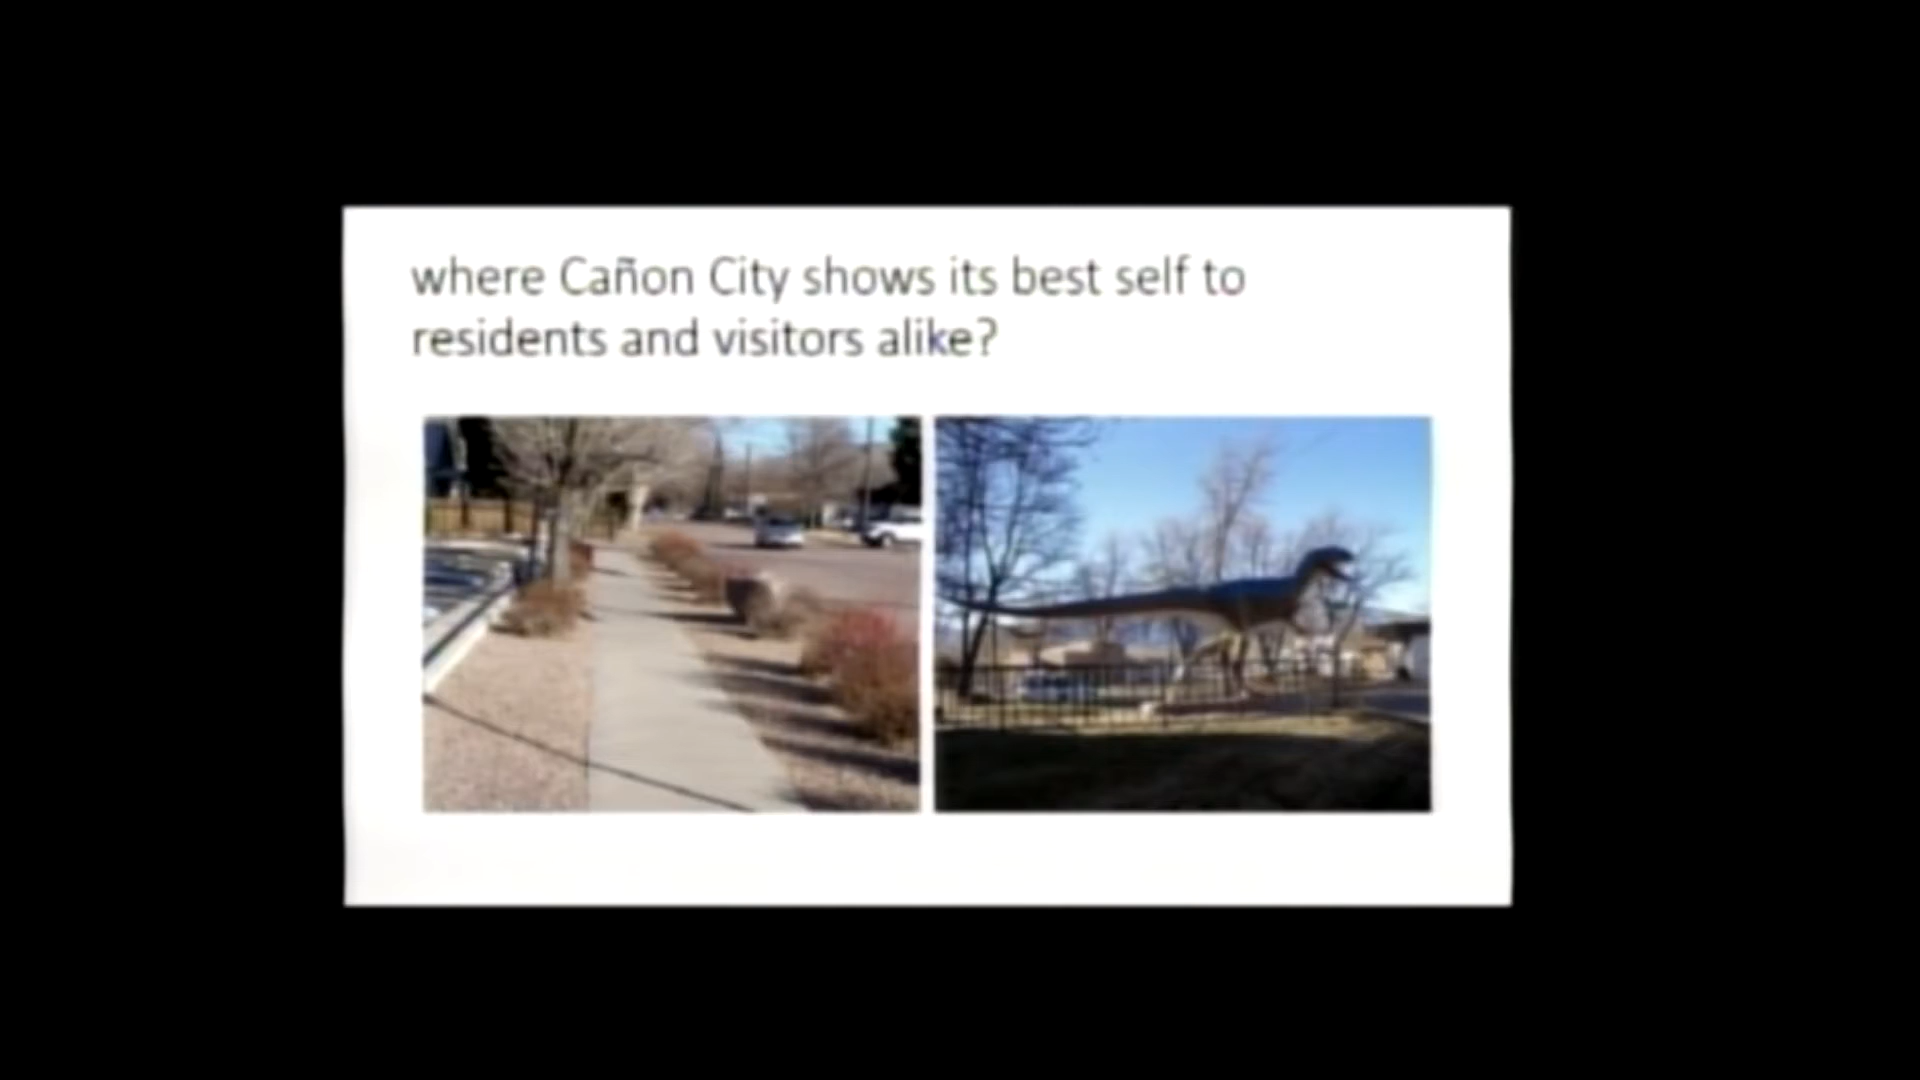 where Cañon City shows its best self to
residents and visitors alike?